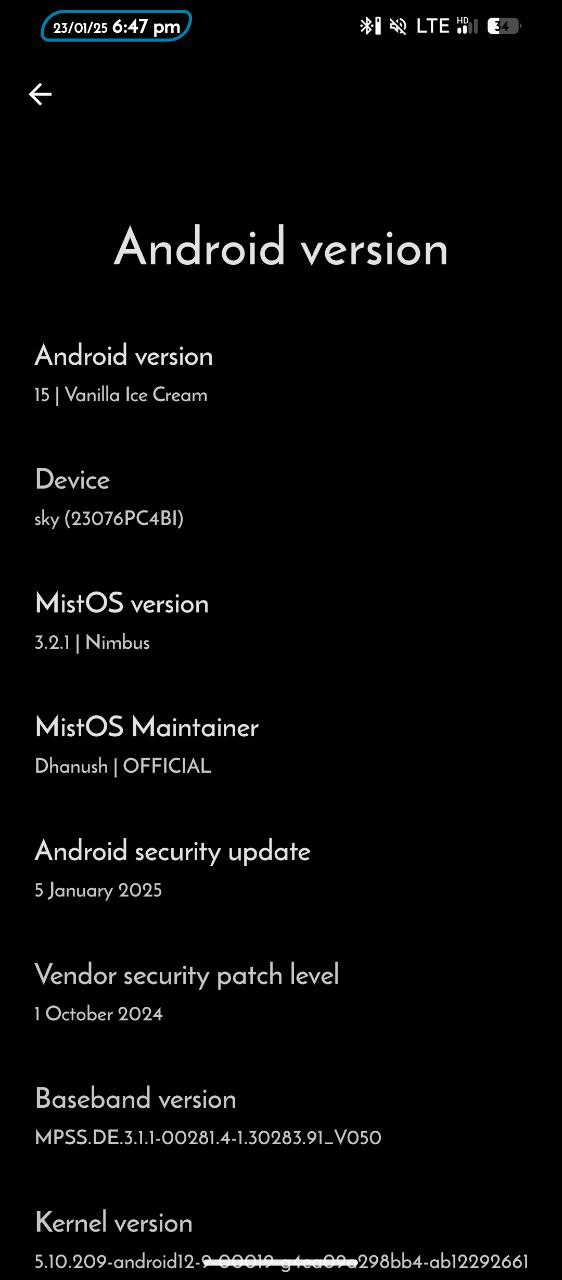 23/01/25 6:47 pm LTE HD 34
Android version
Android version
15 | Vanilla Ice Cream
Device
sky (23076PC4BI)
MistOS version
3.2.1 | Nimbus
MistOS Maintainer
Dhanush | OFFICIAL
Android security update
5 January 2025
Vendor security patch level
1 October 2024
Baseband version
MPSS.DE.3.1.1-00281.4-1.30283.91_V050
Kernel version
5.10.209-android12-9-00019-g4ea09a298bb4-ab12292661